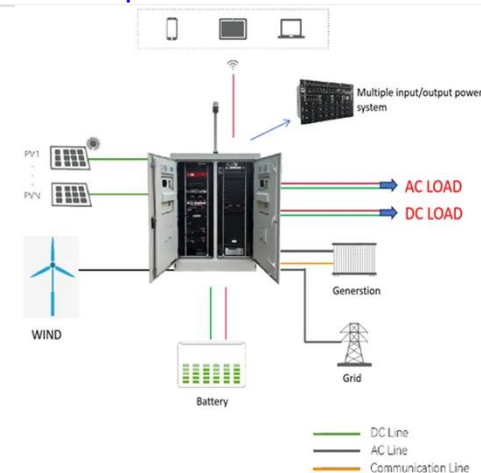 Multiple input/output power
system
PV1
PVN
AC LOAD
DC LOAD
WIND
Generstion
Grid
Battery
DC Line
AC Line
Communication Line